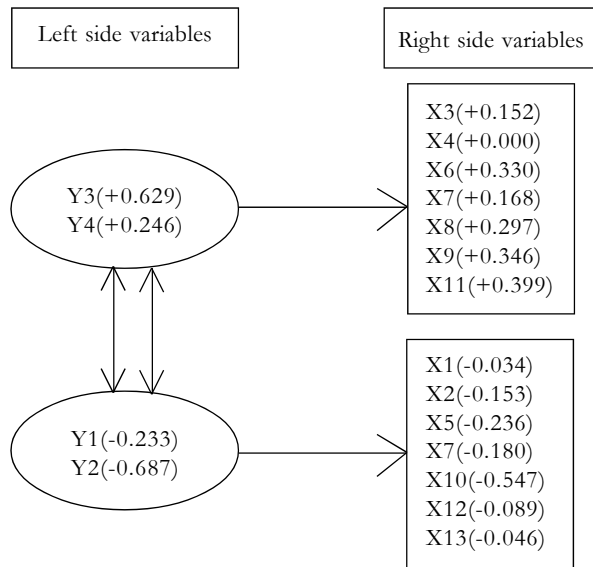 Left side variables
Right side variables
Y3(+0.629)
Y4(+0.246)
X3(+0.152)
X4(+0.000)
X6(+0.330)
X7(+0.168)
X8(+0.297)
X9(+0.346)
X11(+0.399)
Y1(-0.233)
Y2(-0.687)
X1(-0.034)
X2(-0.153)
X5(-0.236)
X7(-0.180)
X10(-0.547)
X12(-0.089)
X13(-0.046)